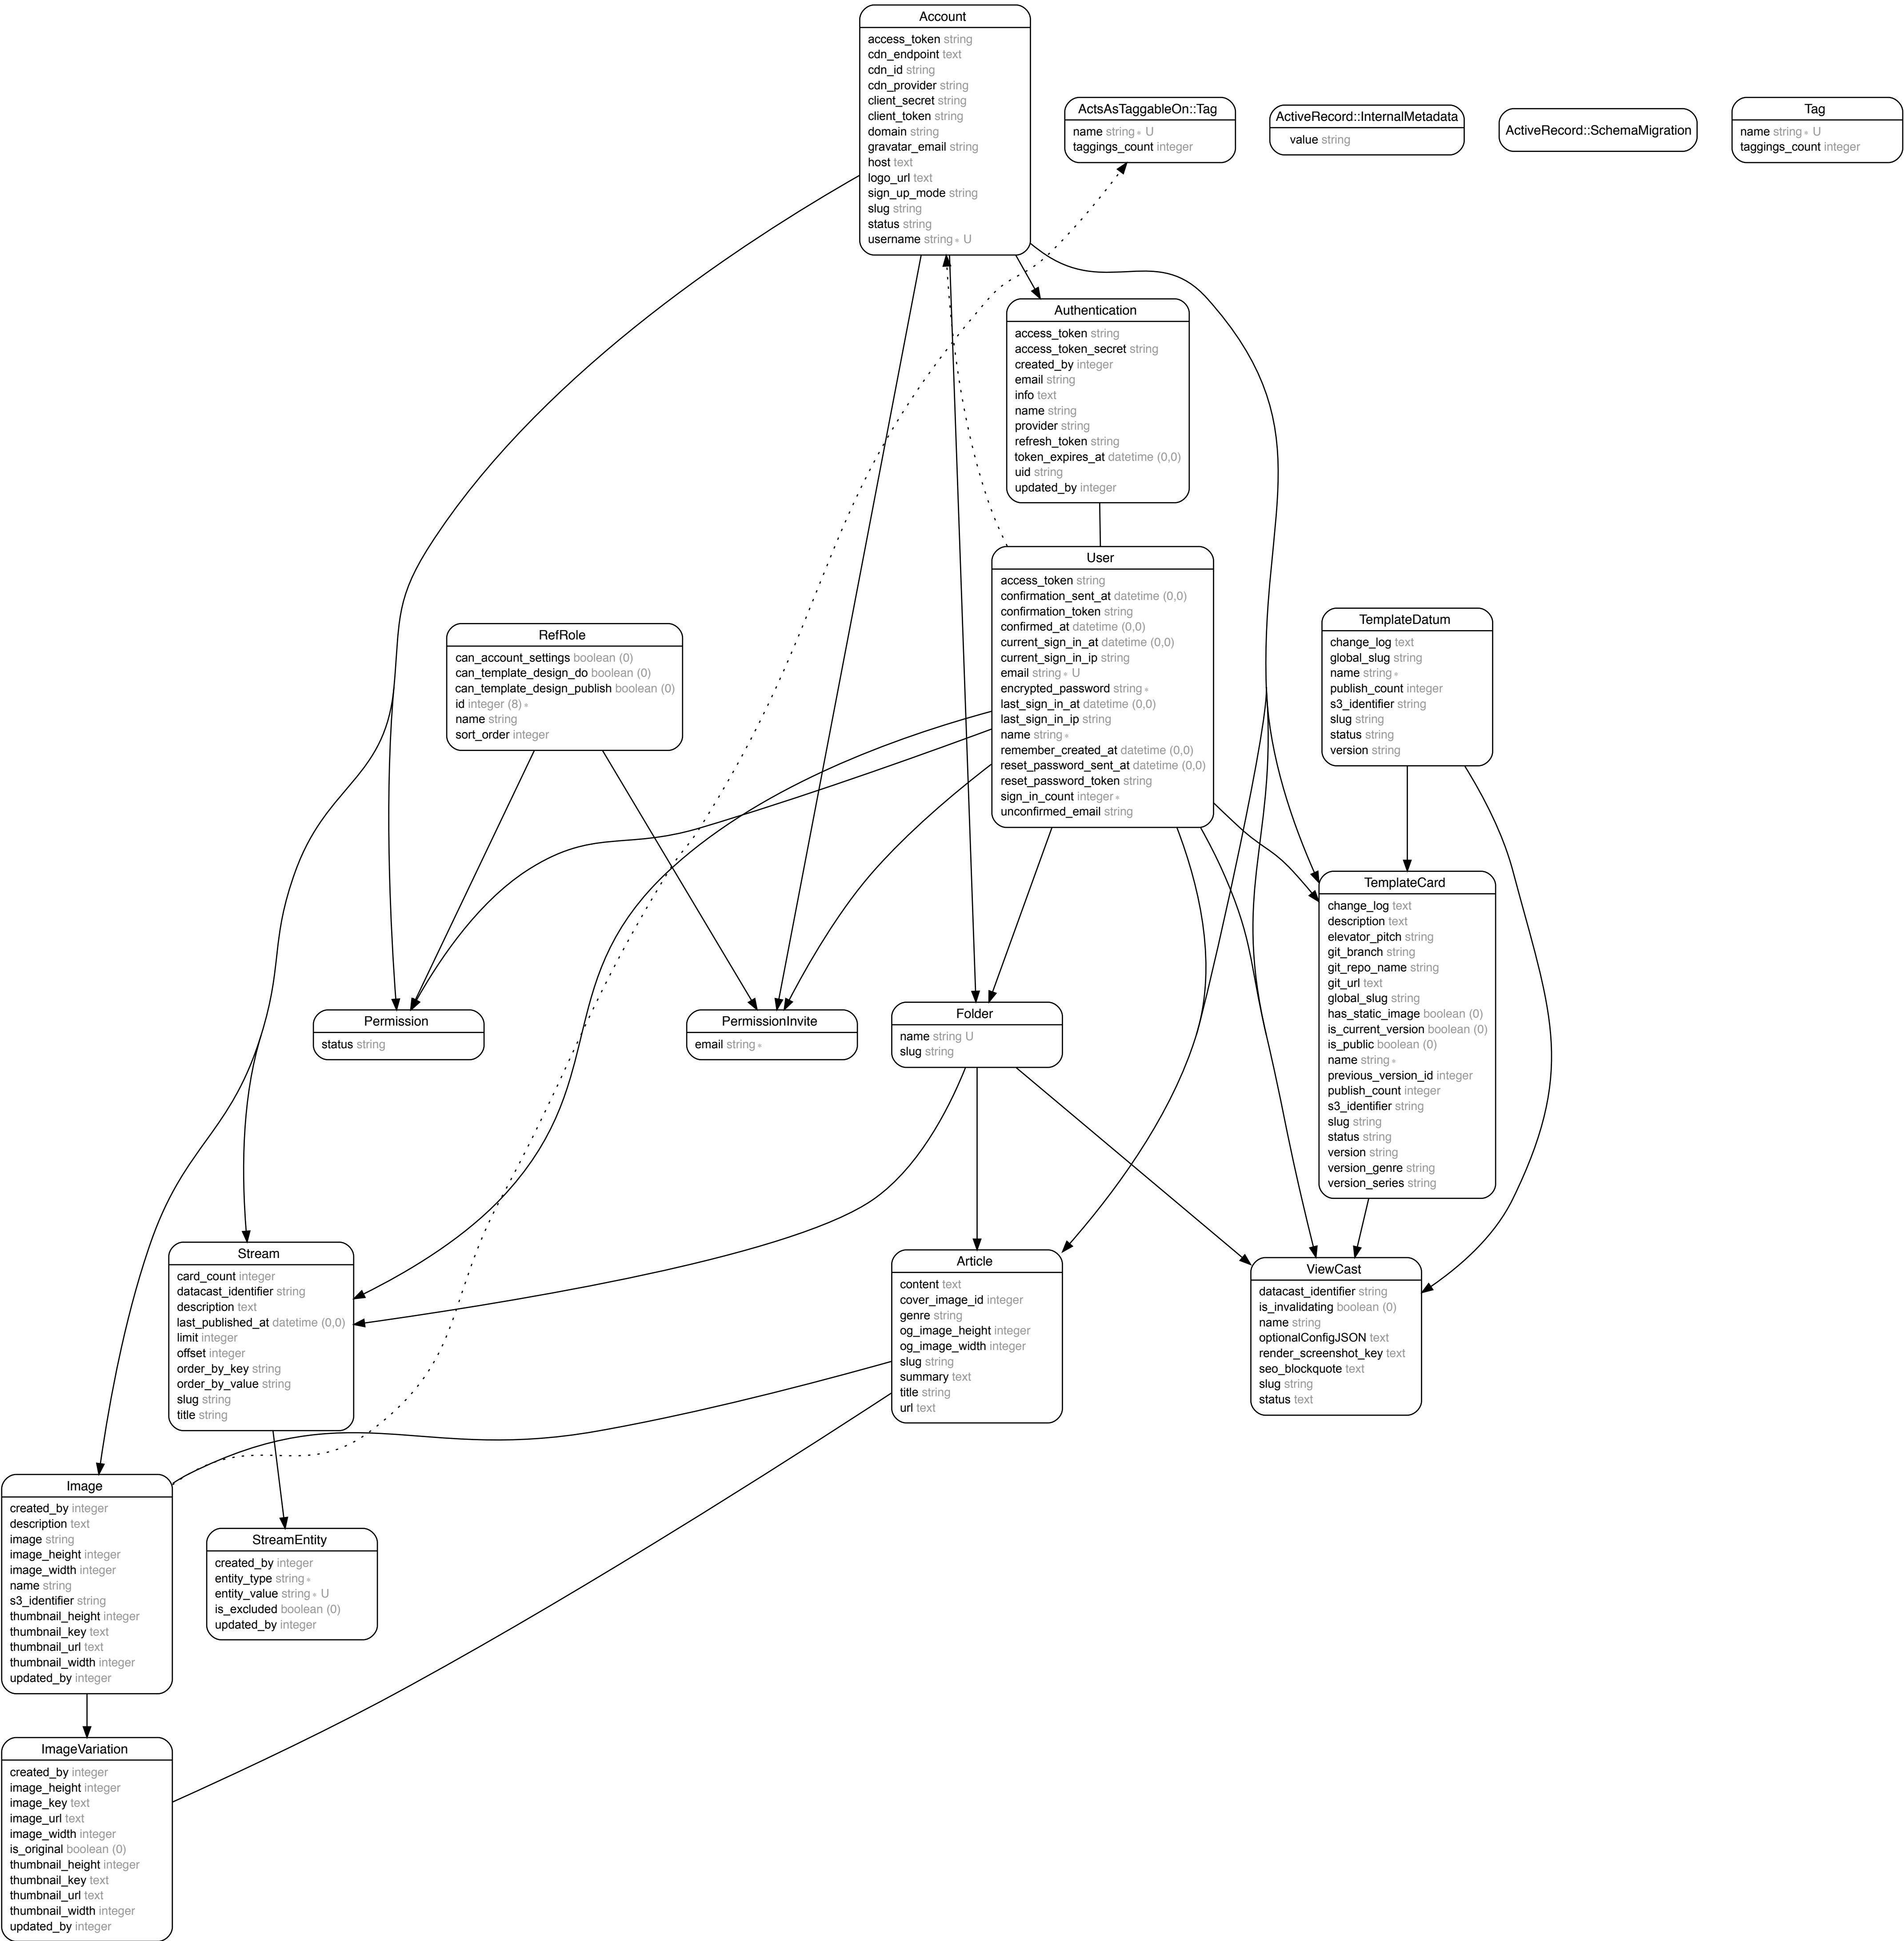 Account
access_token string
cdn_endpoint text
cdn_id string
cdn_provider string
client_secret string
client_token string
domain string
gravatar_email string
host text
logo_url text
sign_up_mode string
slug string
status string
username string * U
ActsAsTaggableOn::Tag
name string * U
taggings_count integer
ActiveRecord::InternalMetadata
value string
ActiveRecord::SchemaMigration
Tag
name string * U
taggings_count integer
Authentication
access_token string
access_token_secret string
created_by integer
email string
info text
name string
provider string
refresh_token string
token_expires_at datetime (0,0)
uid string
updated_by integer
User
access_token string
confirmation_sent_at datetime (0,0)
confirmation_token string
confirmed_at datetime (0,0)
current_sign_in_at datetime (0,0)
current_sign_in_ip string
email string * U
encrypted_password string *
last_sign_in_at datetime (0,0)
last_sign_in_ip string
name string *
remember_created_at datetime (0,0)
reset_password_sent_at datetime (0,0)
reset_password_token string
sign_in_count integer *
unconfirmed_email string
RefRole
can_account_settings boolean (0)
can_template_design_do boolean (0)
can_template_design_publish boolean (0)
id integer (8) *
name string
sort_order integer
TemplateDatum
change_log text
global_slug string
name string *
publish_count integer
s3_identifier string
slug string
status string
version string
TemplateCard
change_log text
description text
elevator_pitch string
git_branch string
git_repo_name string
git_url text
global_slug string
has_static_image boolean (0)
is_current_version boolean (0)
is_public boolean (0)
name string *
previous_version_id integer
publish_count integer
s3_identifier string
slug string
status string
version string
version_genre string
version_series string
Permission
status string
PermissionInvite
email string *
Folder
name string U
slug string
Stream
card_count integer
datacast_identifier string
description text
last_published_at datetime (0,0)
limit integer
offset integer
order_by_key string
order_by_value string
slug string
title string
Article
content text
cover_image_id integer
genre string
og_image_height integer
og_image_width integer
slug string
summary text
title string
url text
ViewCast
datacast_identifier string
is_invalidating boolean (0)
name string
optionalConfigJSON text
render_screenshot_key text
seo_blockquote text
slug string
status text
Image
created_by integer
description text
image string
image_height integer
image_width integer
name string
s3_identifier string
thumbnail_height integer
thumbnail_key text
thumbnail_url text
thumbnail_width integer
updated_by integer
StreamEntity
created_by integer
entity_type string *
entity_value string * U
is_excluded boolean (0)
updated_by integer
ImageVariation
created_by integer
image_height integer
image_key text
image_url text
image_width integer
is_original boolean (0)
thumbnail_height integer
thumbnail_key text
thumbnail_url text
thumbnail_width integer
updated_by integer